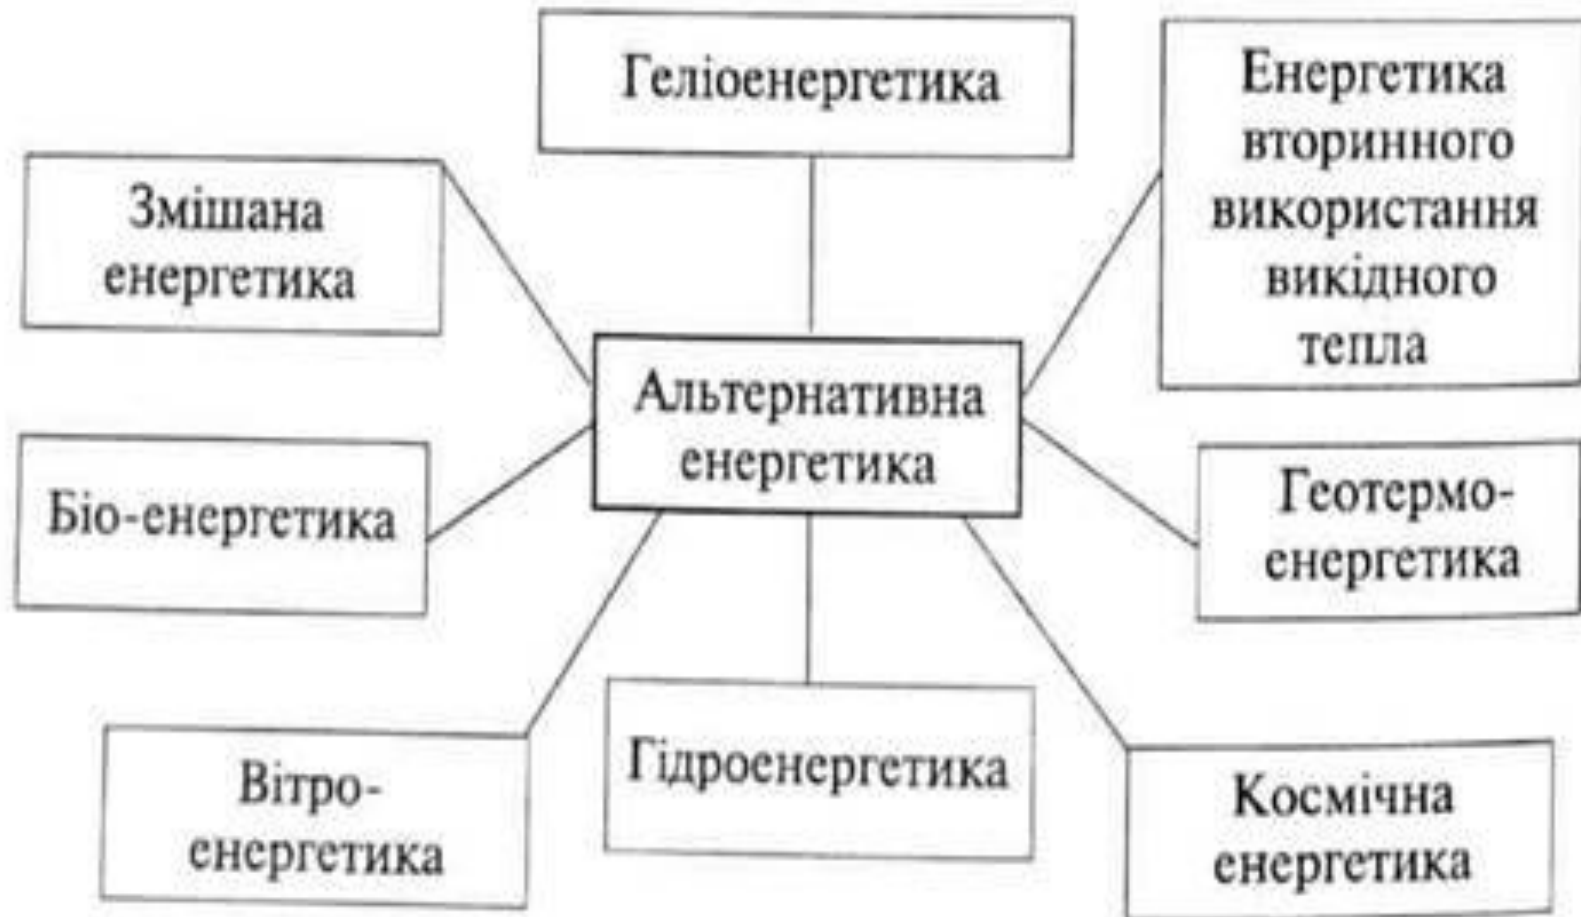 Геліоенергетика
Енергетика
вторинного
використання
викідного
тепла
Змішана
енергетика
Альтернативна
енергетика
Біо-енергетика
Геотермо-
енергетика
Вітро-
енергетика
Гідроенергетика
Космічна
енергетика